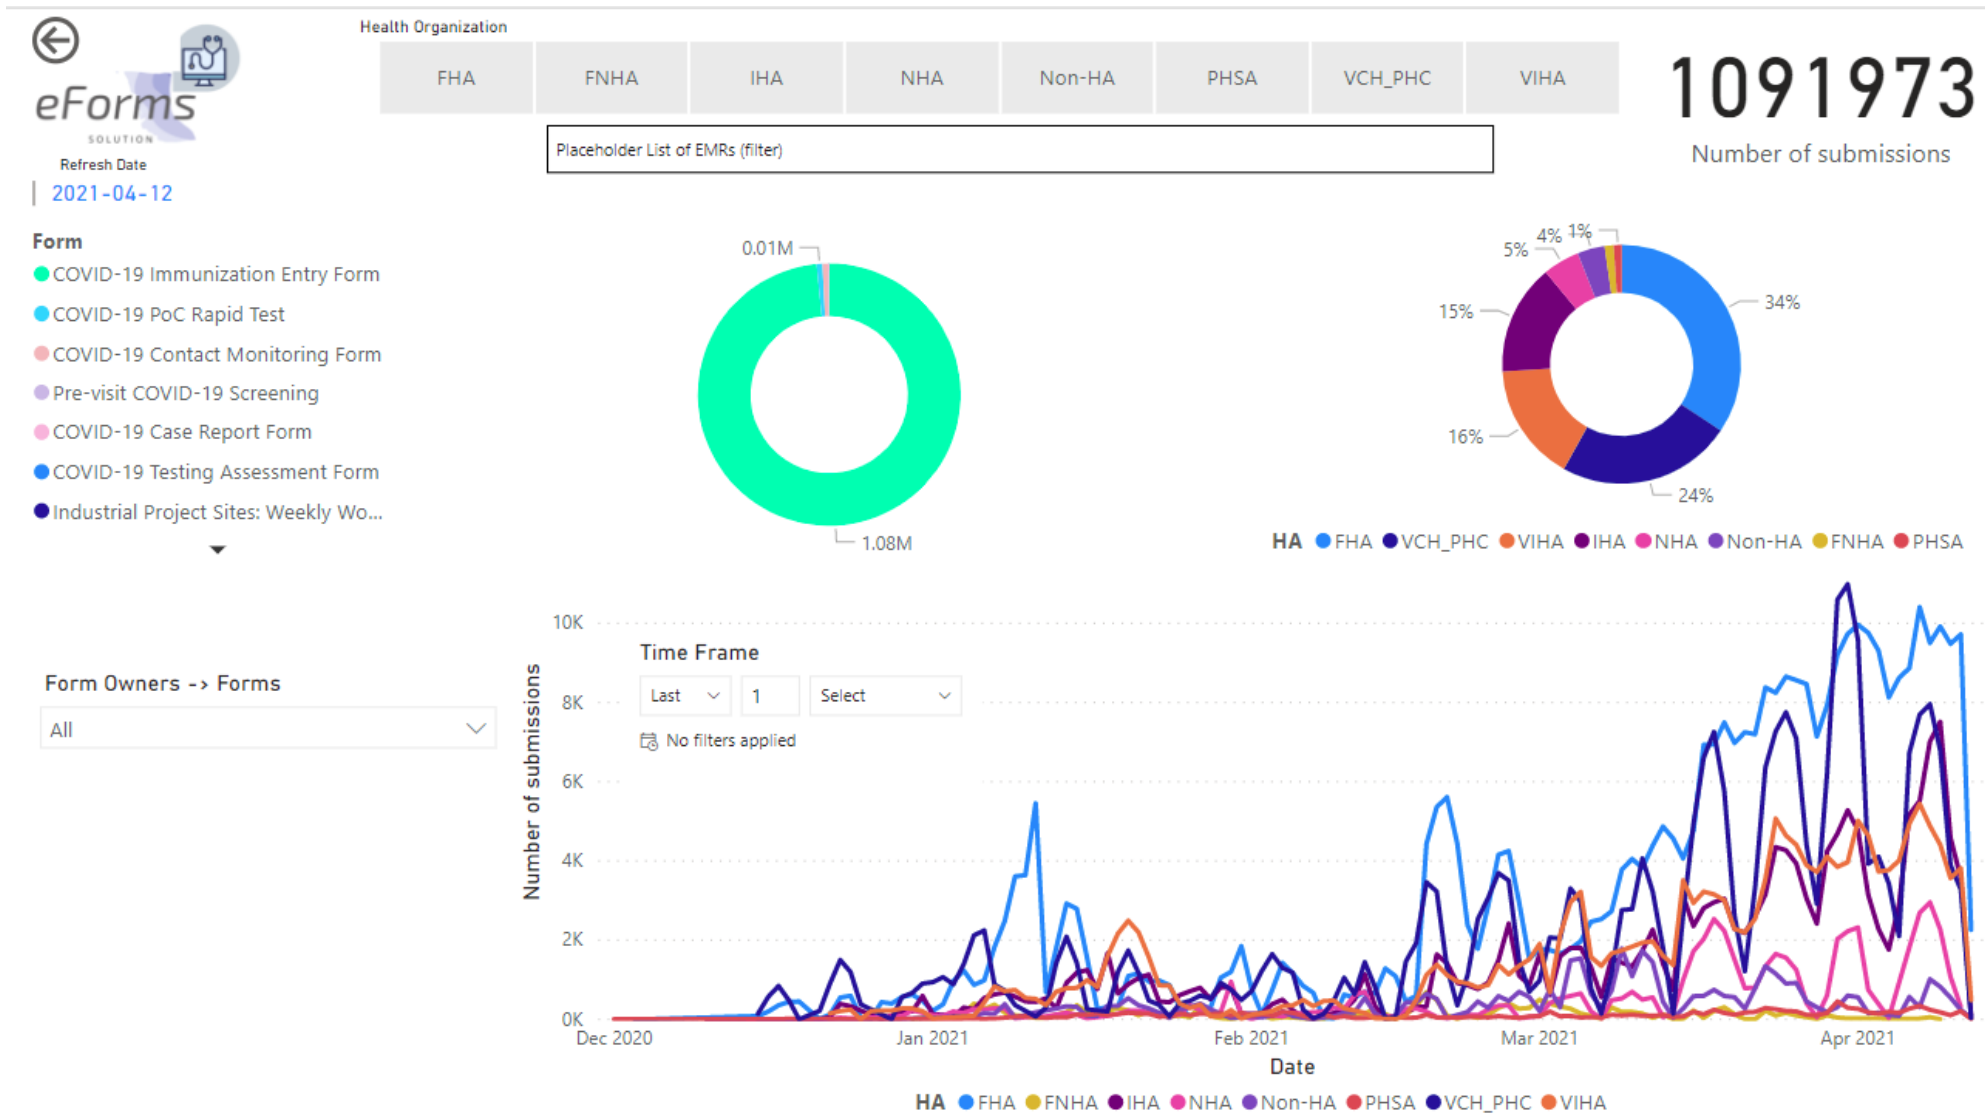 Health Organization
FHA FNHA IHA NHA Non-HA PHSA VCH_PHC VIHA
1091973
Number of submissions
eForms
SOLUTION
Placeholder List of EMRs (filter)
Refresh Date
2021-04-12
Form
COVID-19 Immunization Entry Form
COVID-19 PoC Rapid Test
COVID-19 Contact Monitoring Form
Pre-visit COVID-19 Screening
COVID-19 Case Report Form
COVID-19 Testing Assessment Form
Industrial Project Sites: Weekly Wo...
0.01M
1.08M
5% 4% 1%
34%
15%
16%
24%
HA FHA VCH_PHC VIHA IHA NHA Non-HA FNHA PHSA
Form Owners -> Forms
All
Number of submissions
10K
8K
6K
4K
2K
0K
Time Frame
Last 1 Select
No filters applied
Dec 2020 Jan 2021 Feb 2021 Mar 2021 Apr 2021
Date
HA FHA FNHA IHA NHA Non-HA PHSA VCH_PHC VIHA